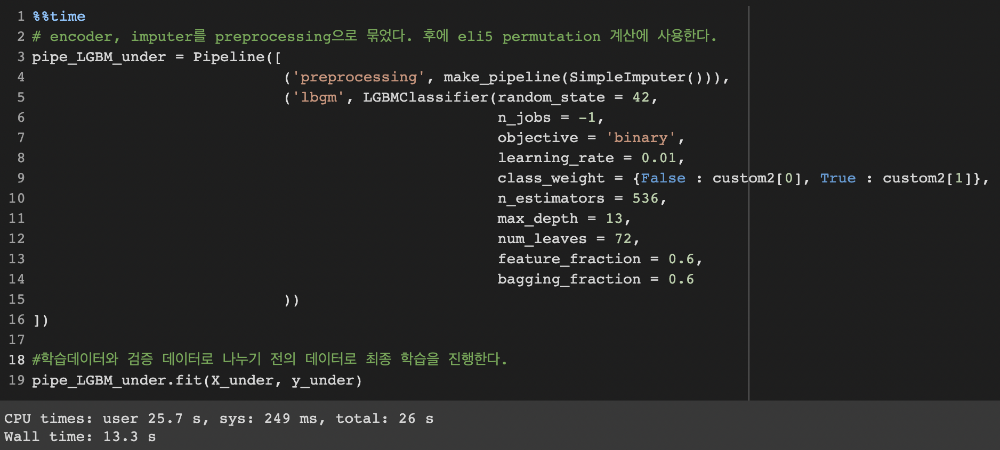 1 %%time
2 # encoder, imputer를 preprocessing으로 묶었다. 후에 eli5 permutation 계산에 사용한다.
3 pipe_LGBM_under = Pipeline([
4 ('preprocessing', make_pipeline(SimpleImputer())),
5 ('lbgm', LGBMClassifier(random_state = 42,
6 n_jobs = -1,
7 objective = 'binary',
8 learning_rate = 0.01,
9 class_weight = {False : custom2[0], True : custom2[1]},
10 n_estimators = 536,
11 max_depth = 13,
12 num_leaves = 72,
13 feature_fraction = 0.6,
14 bagging_fraction = 0.6
15 ))
16 ])
17
18 #학습데이터와 검증 데이터로 나누기 전의 데이터로 최종 학습을 진행한다.
19 pipe_LGBM_under.fit(X_under, y_under)
CPU times: user 25.7 s, sys: 249 ms, total: 26 s
Wall time: 13.3 s